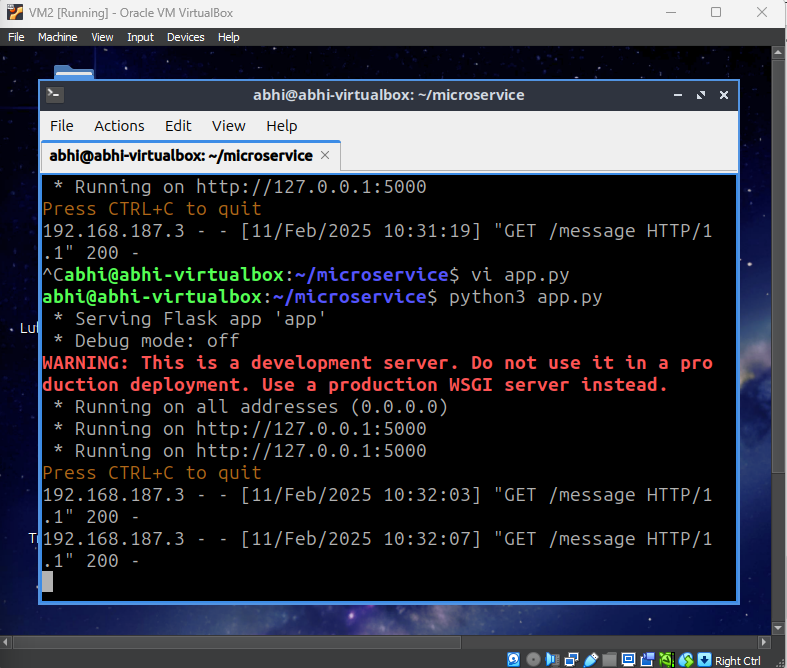 VM2 [Running] - Oracle VM VirtualBox
File Machine View Input Devices Help
abhi@abhi-virtualbox: ~/microservice
File Actions Edit View Help
abhi@abhi-virtualbox: ~/microservice
* Running on http://127.0.0.1:5000
Press CTRL+C to quit
192.168.187.3 - - [11/Feb/2025 10:31:19] "GET /message HTTP/1
.1" 200 -
^Cabhi@abhi-virtualbox:~/microservice$ vi app.py
abhi@abhi-virtualbox:~/microservice$ python3 app.py
* Serving Flask app 'app'
* Debug mode: off
WARNING: This is a development server. Do not use it in a pro
duction deployment. Use a production WSGI server instead.
* Running on all addresses (0.0.0.0)
* Running on http://127.0.0.1:5000
* Running on http://127.0.0.1:5000
Press CTRL+C to quit
192.168.187.3 - - [11/Feb/2025 10:32:03] "GET /message HTTP/1
.1" 200 -
192.168.187.3 - - [11/Feb/2025 10:32:07] "GET /message HTTP/1
.1" 200 -
Right Ctrl